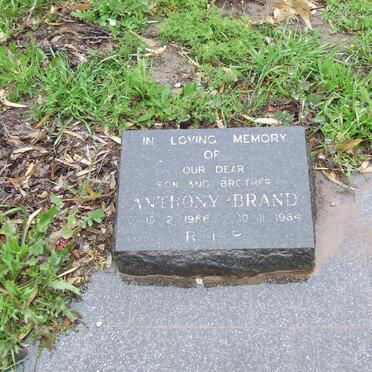 IN LOVING MEMORY
OF
OUR DEAR
SON AND BROTHER
ANTHONY BRAND
15 2 1966 10 11 1984
R I P